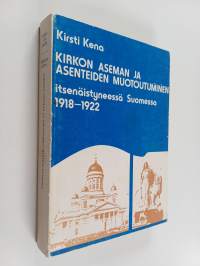 Kirsti Kena
KIRKON ASEMAN JA
ASENTEIDEN MUOTOUTUMINEN
itsenäistyneessä Suomessa
1918-1922